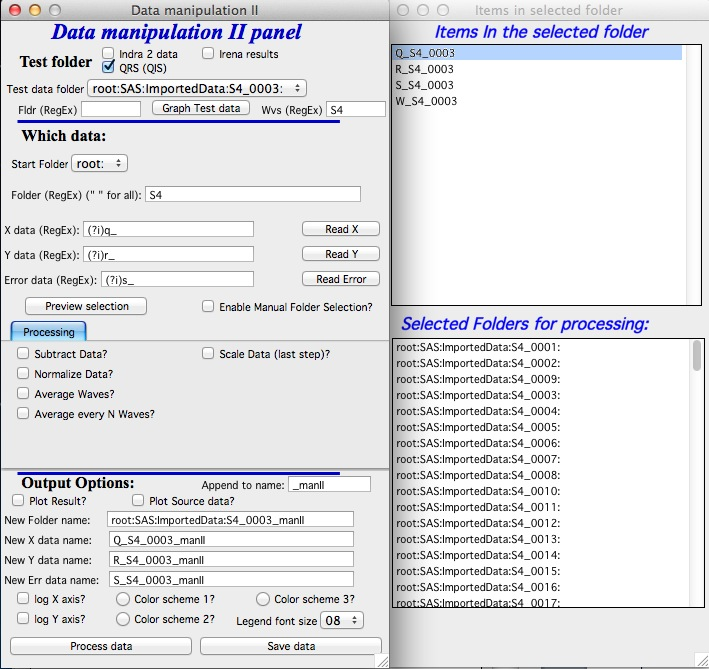 Data manipulation II
Data manipulation II panel
Test folder
Indra 2 data
Irena results
QRS (QIS)
Test data folder
root:SAS:ImportedData:S4_0003:
Fldr (RegEx)
Graph Test data
Wvs (RegEx)
S4
Which data:
Start Folder
root:
Folder (RegEx) (" " for all):
S4
X data (RegEx):
(?i)q_
Read X
Y data (RegEx):
(?i)r_
Read Y
Error data (RegEx):
(?i)s_
Read Error
Preview selection
Enable Manual Folder Selection?
Processing
Subtract Data?
Scale Data (last step)?
Normalize Data?
Average Waves?
Average every N Waves?
Output Options:
Append to name:
_manII
Plot Result?
Plot Source data?
New Folder name:
root:SAS:ImportedData:S4_0003_manII
New X data name:
Q_S4_0003_manII
New Y data name:
R_S4_0003_manII
New Err data name:
S_S4_0003_manII
log X axis?
Color scheme 1?
Color scheme 3?
log Y axis?
Color scheme 2?
Legend font size
08
Process data
Save data
Items in selected folder
Items In the selected folder
Q_S4_0003
R_S4_0003
S_S4_0003
W_S4_0003
Selected Folders for processing:
root:SAS:ImportedData:S4_0001:
root:SAS:ImportedData:S4_0002:
root:SAS:ImportedData:S4_0009:
root:SAS:ImportedData:S4_0003:
root:SAS:ImportedData:S4_0004:
root:SAS:ImportedData:S4_0005:
root:SAS:ImportedData:S4_0006:
root:SAS:ImportedData:S4_0007:
root:SAS:ImportedData:S4_0008:
root:SAS:ImportedData:S4_0010:
root:SAS:ImportedData:S4_0011:
root:SAS:ImportedData:S4_0012:
root:SAS:ImportedData:S4_0013:
root:SAS:ImportedData:S4_0014:
root:SAS:ImportedData:S4_0015:
root:SAS:ImportedData:S4_0016:
root:SAS:ImportedData:S4_0017: